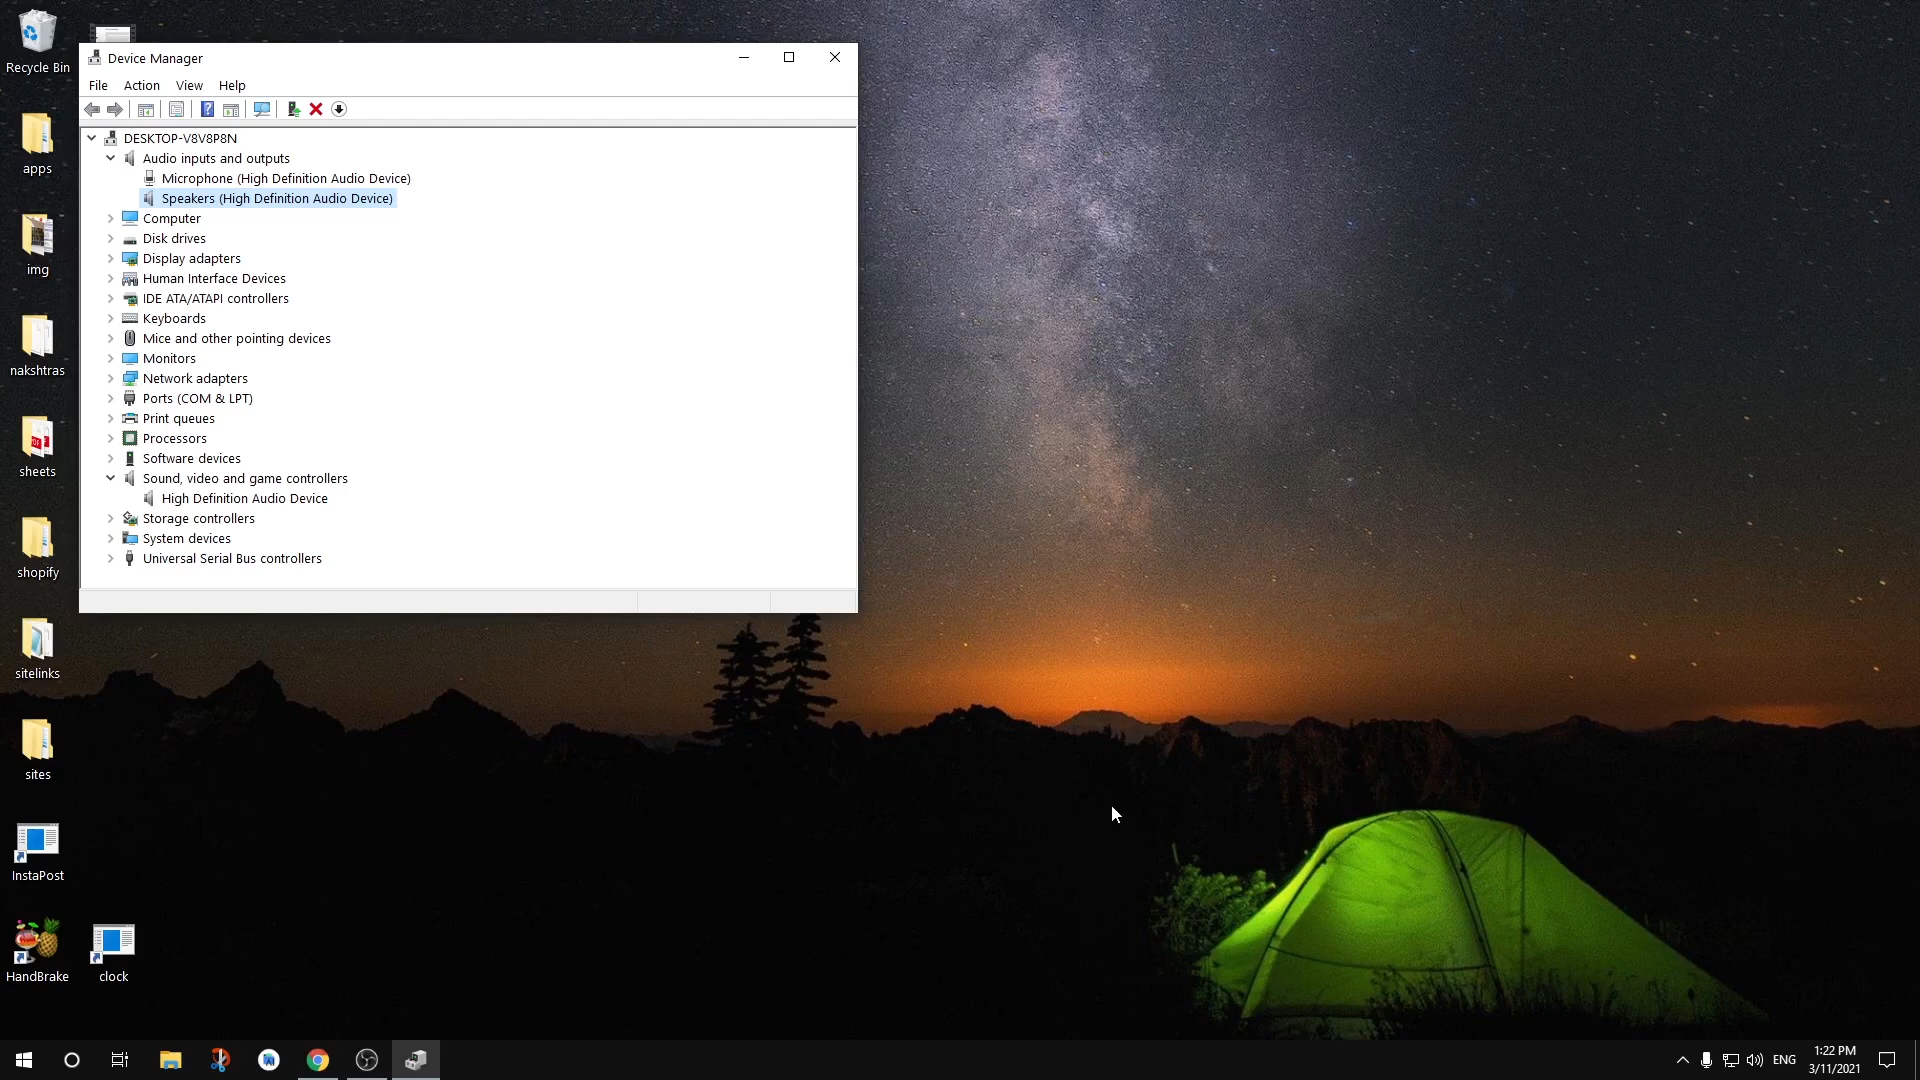 Recycle Bin
apps
img
nakshtras
sheets
shopify
sitelinks
sites
InstaPost
HandBrake
clock
Device Manager
File Action View Help
DESKTOP-V8V8P8N
Audio inputs and outputs
Microphone (High Definition Audio Device)
Speakers (High Definition Audio Device)
Computer
Disk drives
Display adapters
Human Interface Devices
IDE ATA/ATAPI controllers
Keyboards
Mice and other pointing devices
Monitors
Network adapters
Ports (COM & LPT)
Print queues
Processors
Software devices
Sound, video and game controllers
High Definition Audio Device
Storage controllers
System devices
Universal Serial Bus controllers
ENG
1:22 PM
3/11/2021